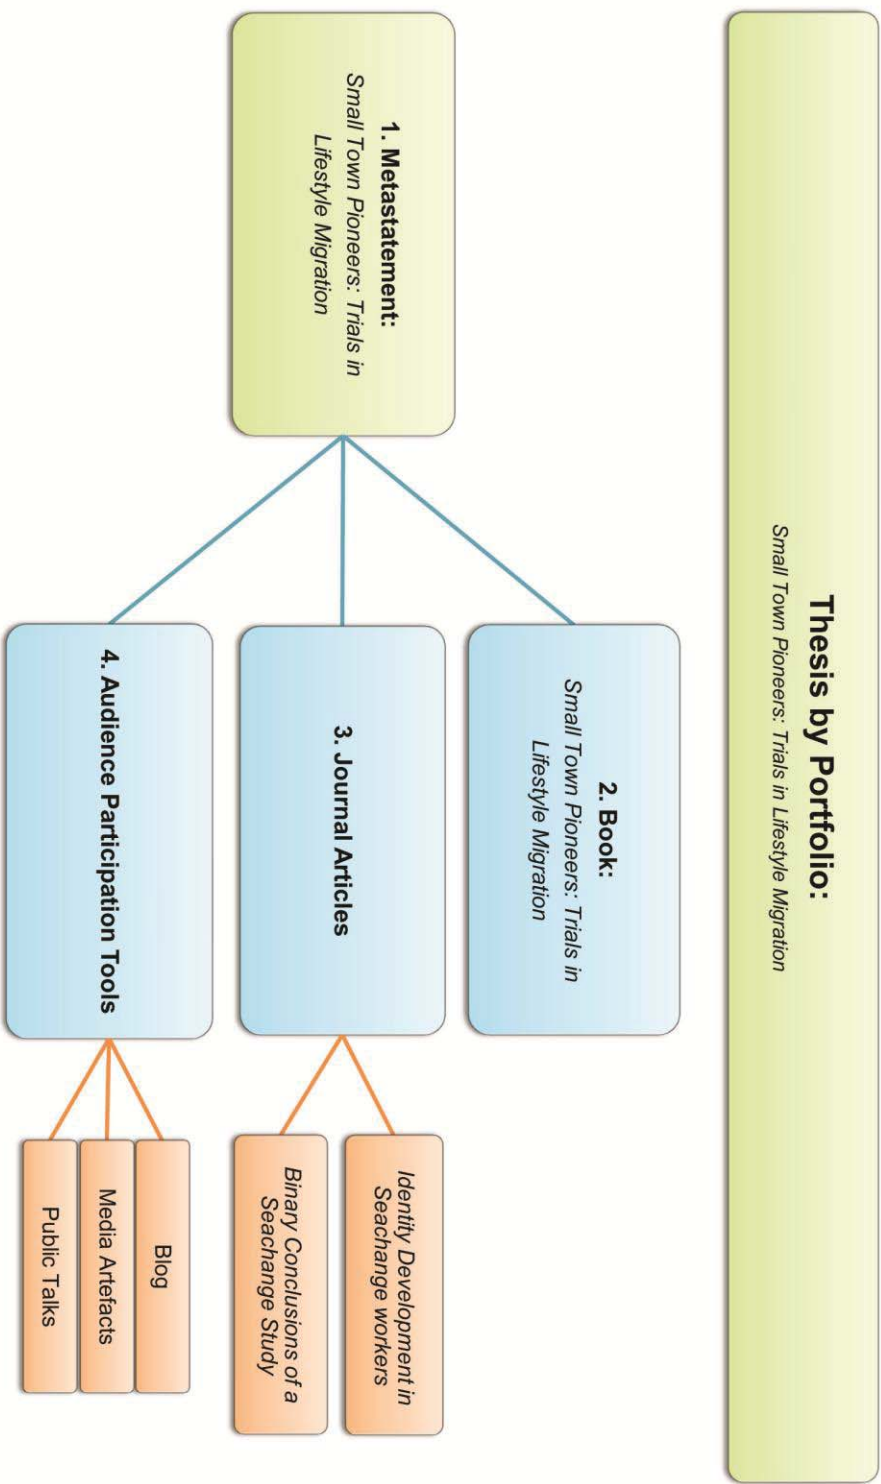 Thesis by Portfolio:
Small Town Pioneers: Trials in Lifestyle Migration
1. Metastatement:
Small Town Pioneers: Trials in
Lifestyle Migration
2. Book:
Small Town Pioneers: Trials in
Lifestyle Migration
3. Journal Articles
Identity Development in
Seachange workers
Binary Conclusions of a
Seachange Study
4. Audience Participation Tools
Blog
Media Artefacts
Public Talks